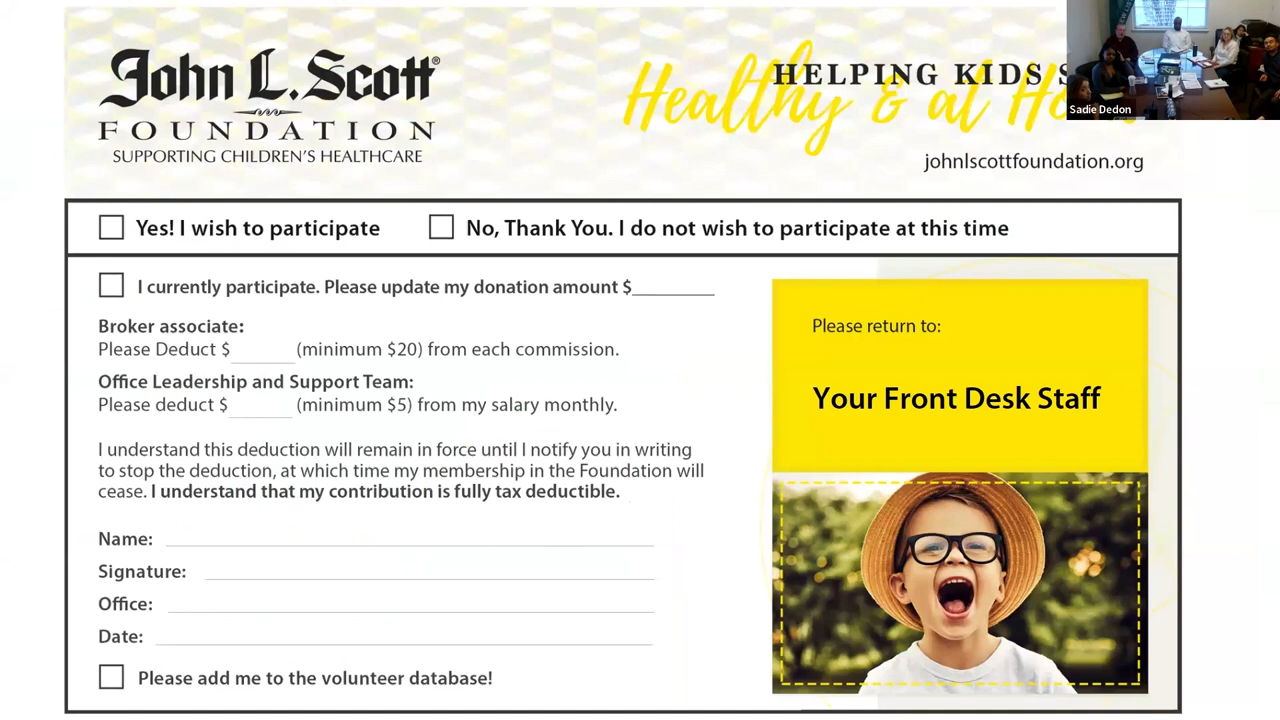 John L. Scott®
FOUNDATION
SUPPORTING CHILDREN'S HEALTHCARE
HELPING KIDS
Healthy & at
johnlscottfoundation.org
Sadie Dedon
Yes! I wish to participate
No, Thank You. I do not wish to participate at this time
I currently participate. Please update my donation amount $________
Broker associate:
Please Deduct $______ (minimum $20) from each commission.
Office Leadership and Support Team:
Please deduct $______ (minimum $5) from my salary monthly.
I understand this deduction will remain in force until I notify you in writing
to stop the deduction, at which time my membership in the Foundation will
cease. I understand that my contribution is fully tax deductible.
Name:
Signature:
Office:
Date:
Please add me to the volunteer database!
Please return to:
Your Front Desk Staff